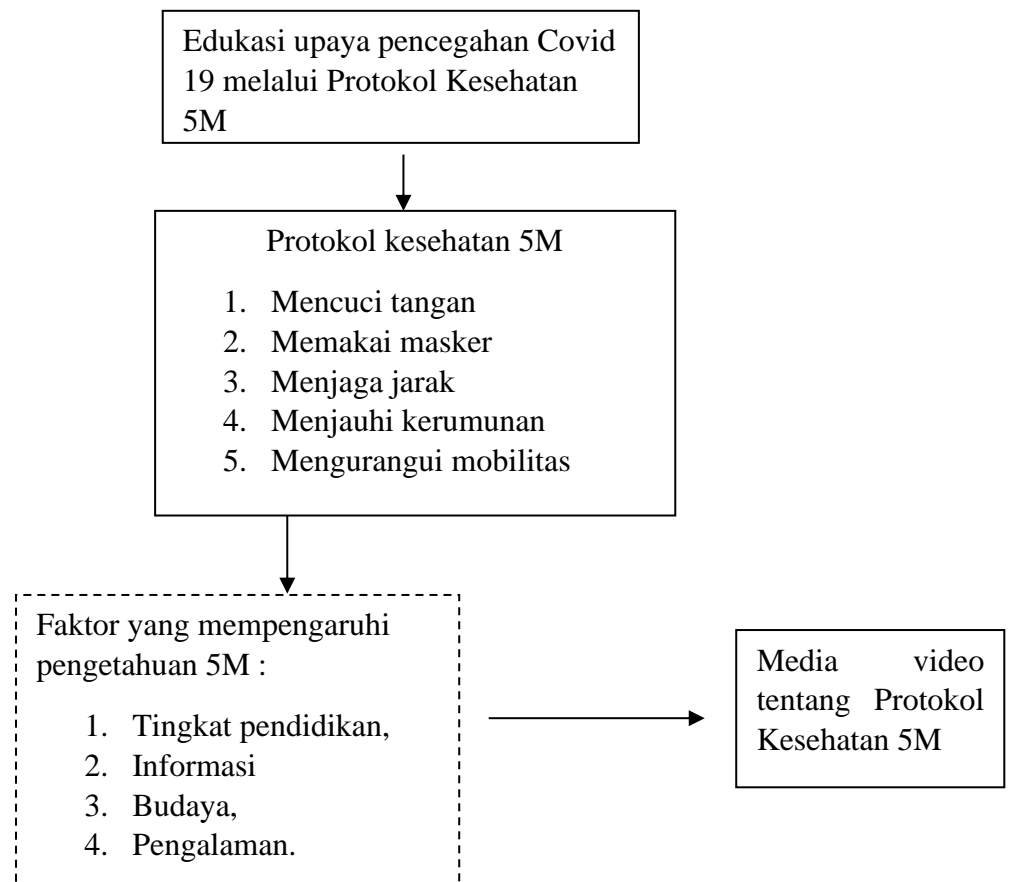 Edukasi upaya pencegahan Covid
19 melalui Protokol Kesehatan
5M
Protokol kesehatan 5M
1. Mencuci tangan
2. Memakai masker
3. Menjaga jarak
4. Menjauhi kerumunan
5. Mengurangui mobilitas
Faktor yang mempengaruhi
pengetahuan 5M :
1. Tingkat pendidikan,
2. Informasi
3. Budaya,
4. Pengalaman.
Media video
tentang Protokol
Kesehatan 5M